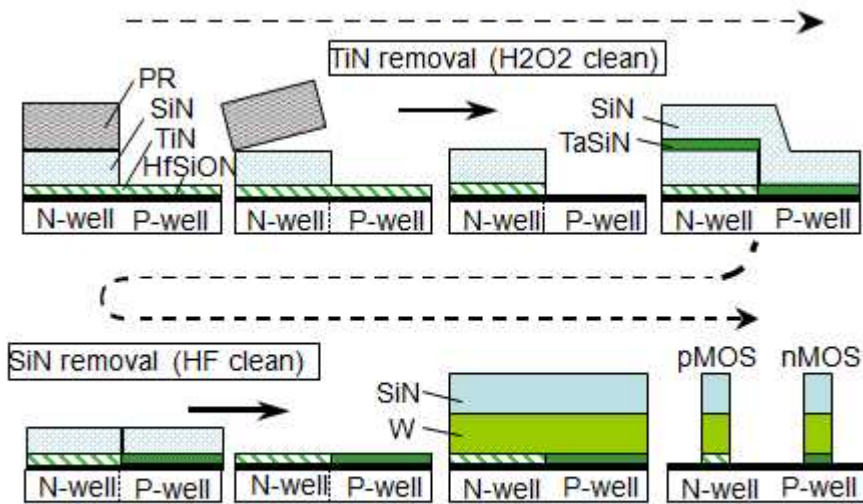 TiN removal (H2O2 clean)
PR
SiN
TiN
HfSiON
N-well P-well
N-well P-well
N-well P-well
SiN
TaSiN
N-well P-well
SiN removal (HF clean)
N-well P-well
N-well P-well
SiN
W
N-well P-well
pMOS nMOS
N-well P-well